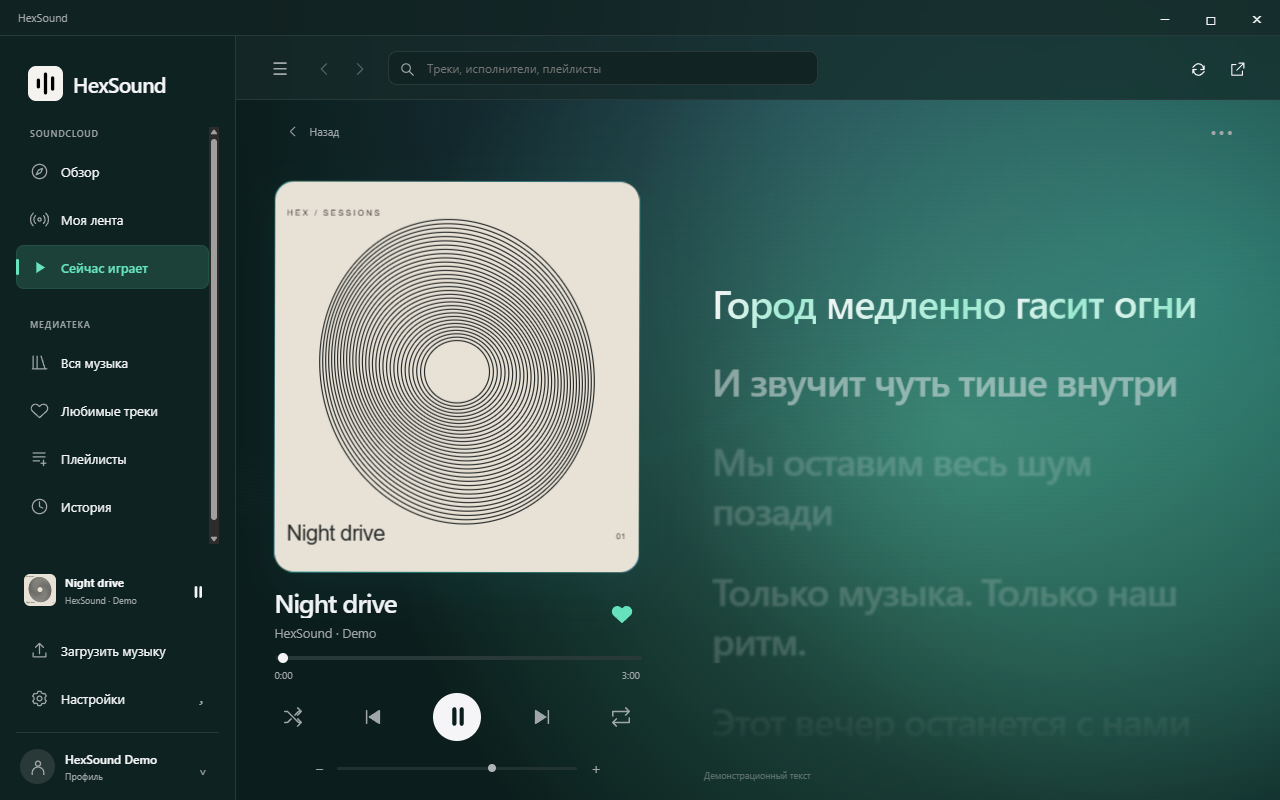 HexSound
HexSound
Треки, исполнители, плейлисты
SOUNDCLOUD
Обзор
Моя лента
Сейчас играет
МЕДИАТЕКА
Вся музыка
Любимые треки
Плейлисты
История
Night drive
HexSound · Demo
Загрузить музыку
Настройки
HexSound Demo
Профиль
Назад
HEX / SESSIONS
Night drive
01
Night drive
HexSound · Demo
0:00
3:00
Город медленно гасит огни
И звучит чуть тише внутри
Мы оставим весь шум
позади
Только музыка. Только наш
ритм.
Этот вечер останется с нами
Демонстрационный текст